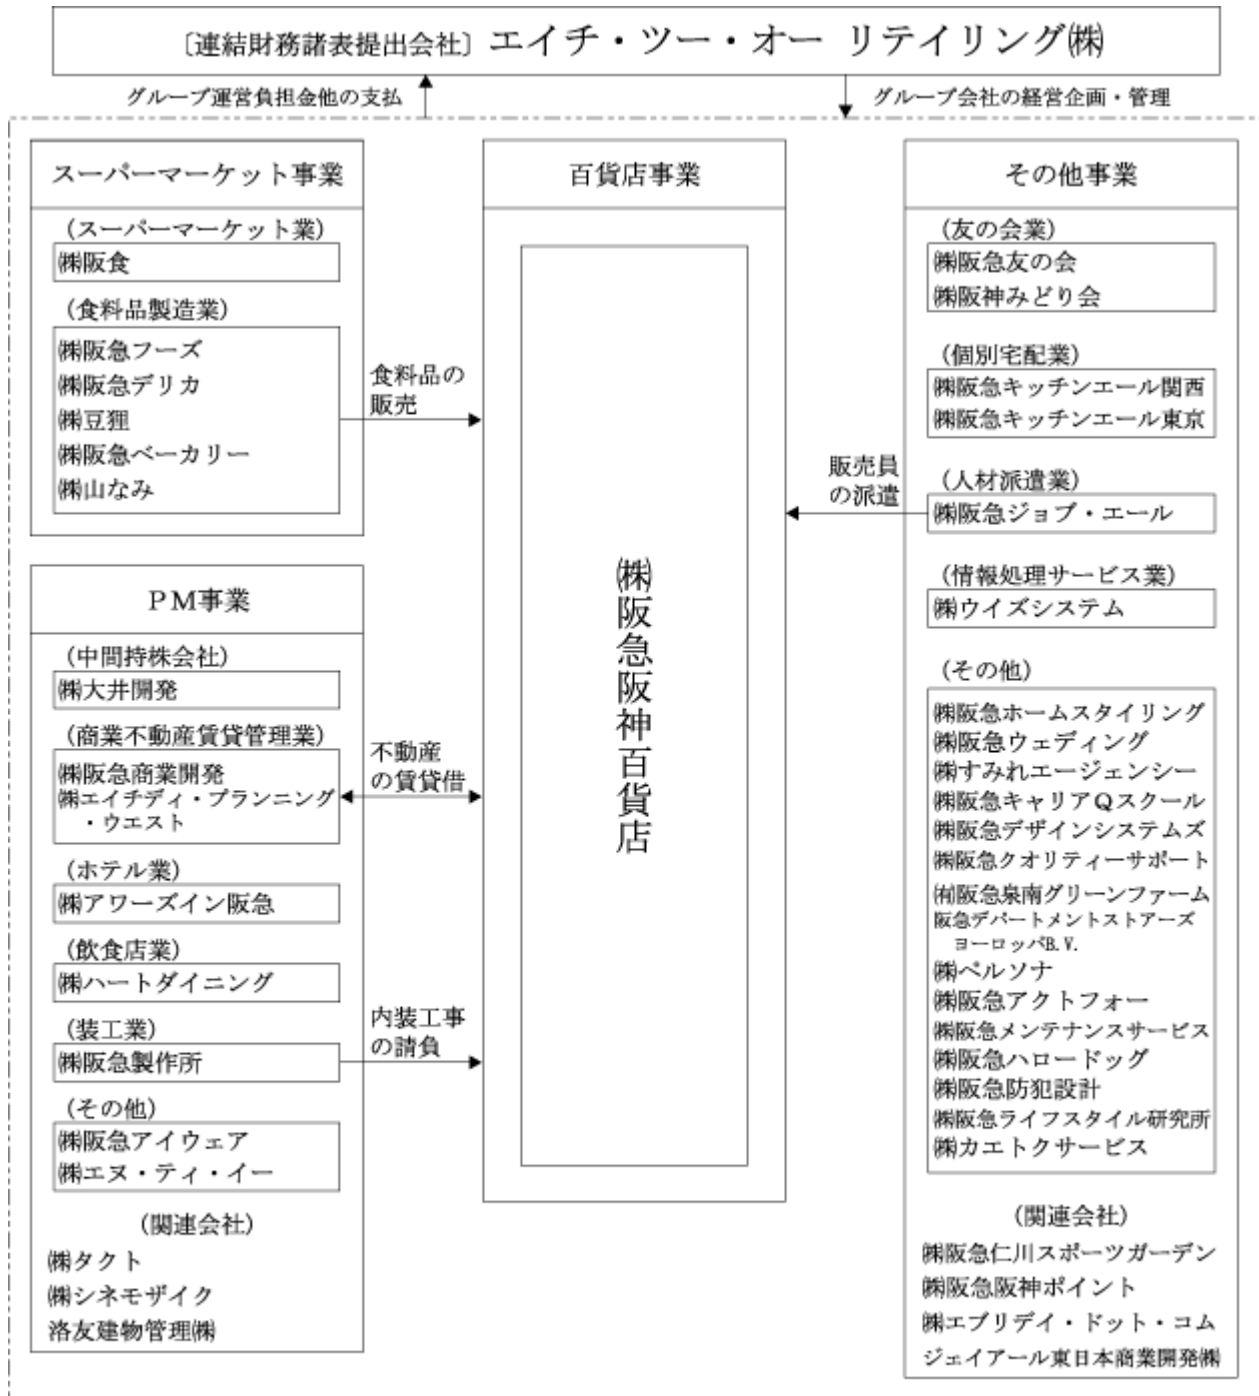 〔連結財務諸表提出会社〕エイチ・ツー・オー リテイリング㈱
グループ運営負担金他の支払
グループ会社の経営企画・管理
スーパーマーケット事業
(スーパーマーケット業)
㈱阪食
(食料品製造業)
㈱阪急フーズ
㈱阪急デリカ
㈱豆狸
㈱阪急ベーカリー
㈱山なみ
食料品の
販売
PM事業
(中間持株会社)
㈱大井開発
(商業不動産賃貸管理業)
㈱阪急商業開発
㈱エイチディ・プランニング
・ウエスト
不動産
の賃貸借
(ホテル業)
㈱アワーズイン阪急
(飲食店業)
㈱ハートダイニング
(装工業)
㈱阪急製作所
内装工事
の請負
(その他)
㈱阪急アイウェア
㈱エヌ・ティ・イー
(関連会社)
㈱タクト
㈱シネモザイク
洛友建物管理㈱
百貨店事業
㈱阪急阪神百貨店
その他事業
(友の会業)
㈱阪急友の会
㈱阪神みどり会
(個別宅配業)
㈱阪急キッチンエール関西
㈱阪急キッチンエール東京
販売員
の派遣
(人材派遣業)
㈱阪急ジョブ・エール
(情報処理サービス業)
㈱ウイズシステム
(その他)
㈱阪急ホームスタイリング
㈱阪急ウェディング
㈱すみれエージェンシー
㈱阪急キャリアQスクール
㈱阪急デザインシステムズ
㈱阪急クオリティーサポート
㈲阪急泉南グリーンファーム
阪急デパートメントストアーズ
ヨーロッパB.V.
㈱ペルソナ
㈱阪急アクトフォー
㈱阪急メンテナンスサービス
㈱阪急ハロードッグ
㈱阪急防犯設計
㈱阪急ライフスタイル研究所
㈱カエトクサービス
(関連会社)
㈱阪急仁川スポーツガーデン
㈱阪急阪神ポイント
㈱エブリデイ・ドット・コム
ジェイアール東日本商業開発㈱